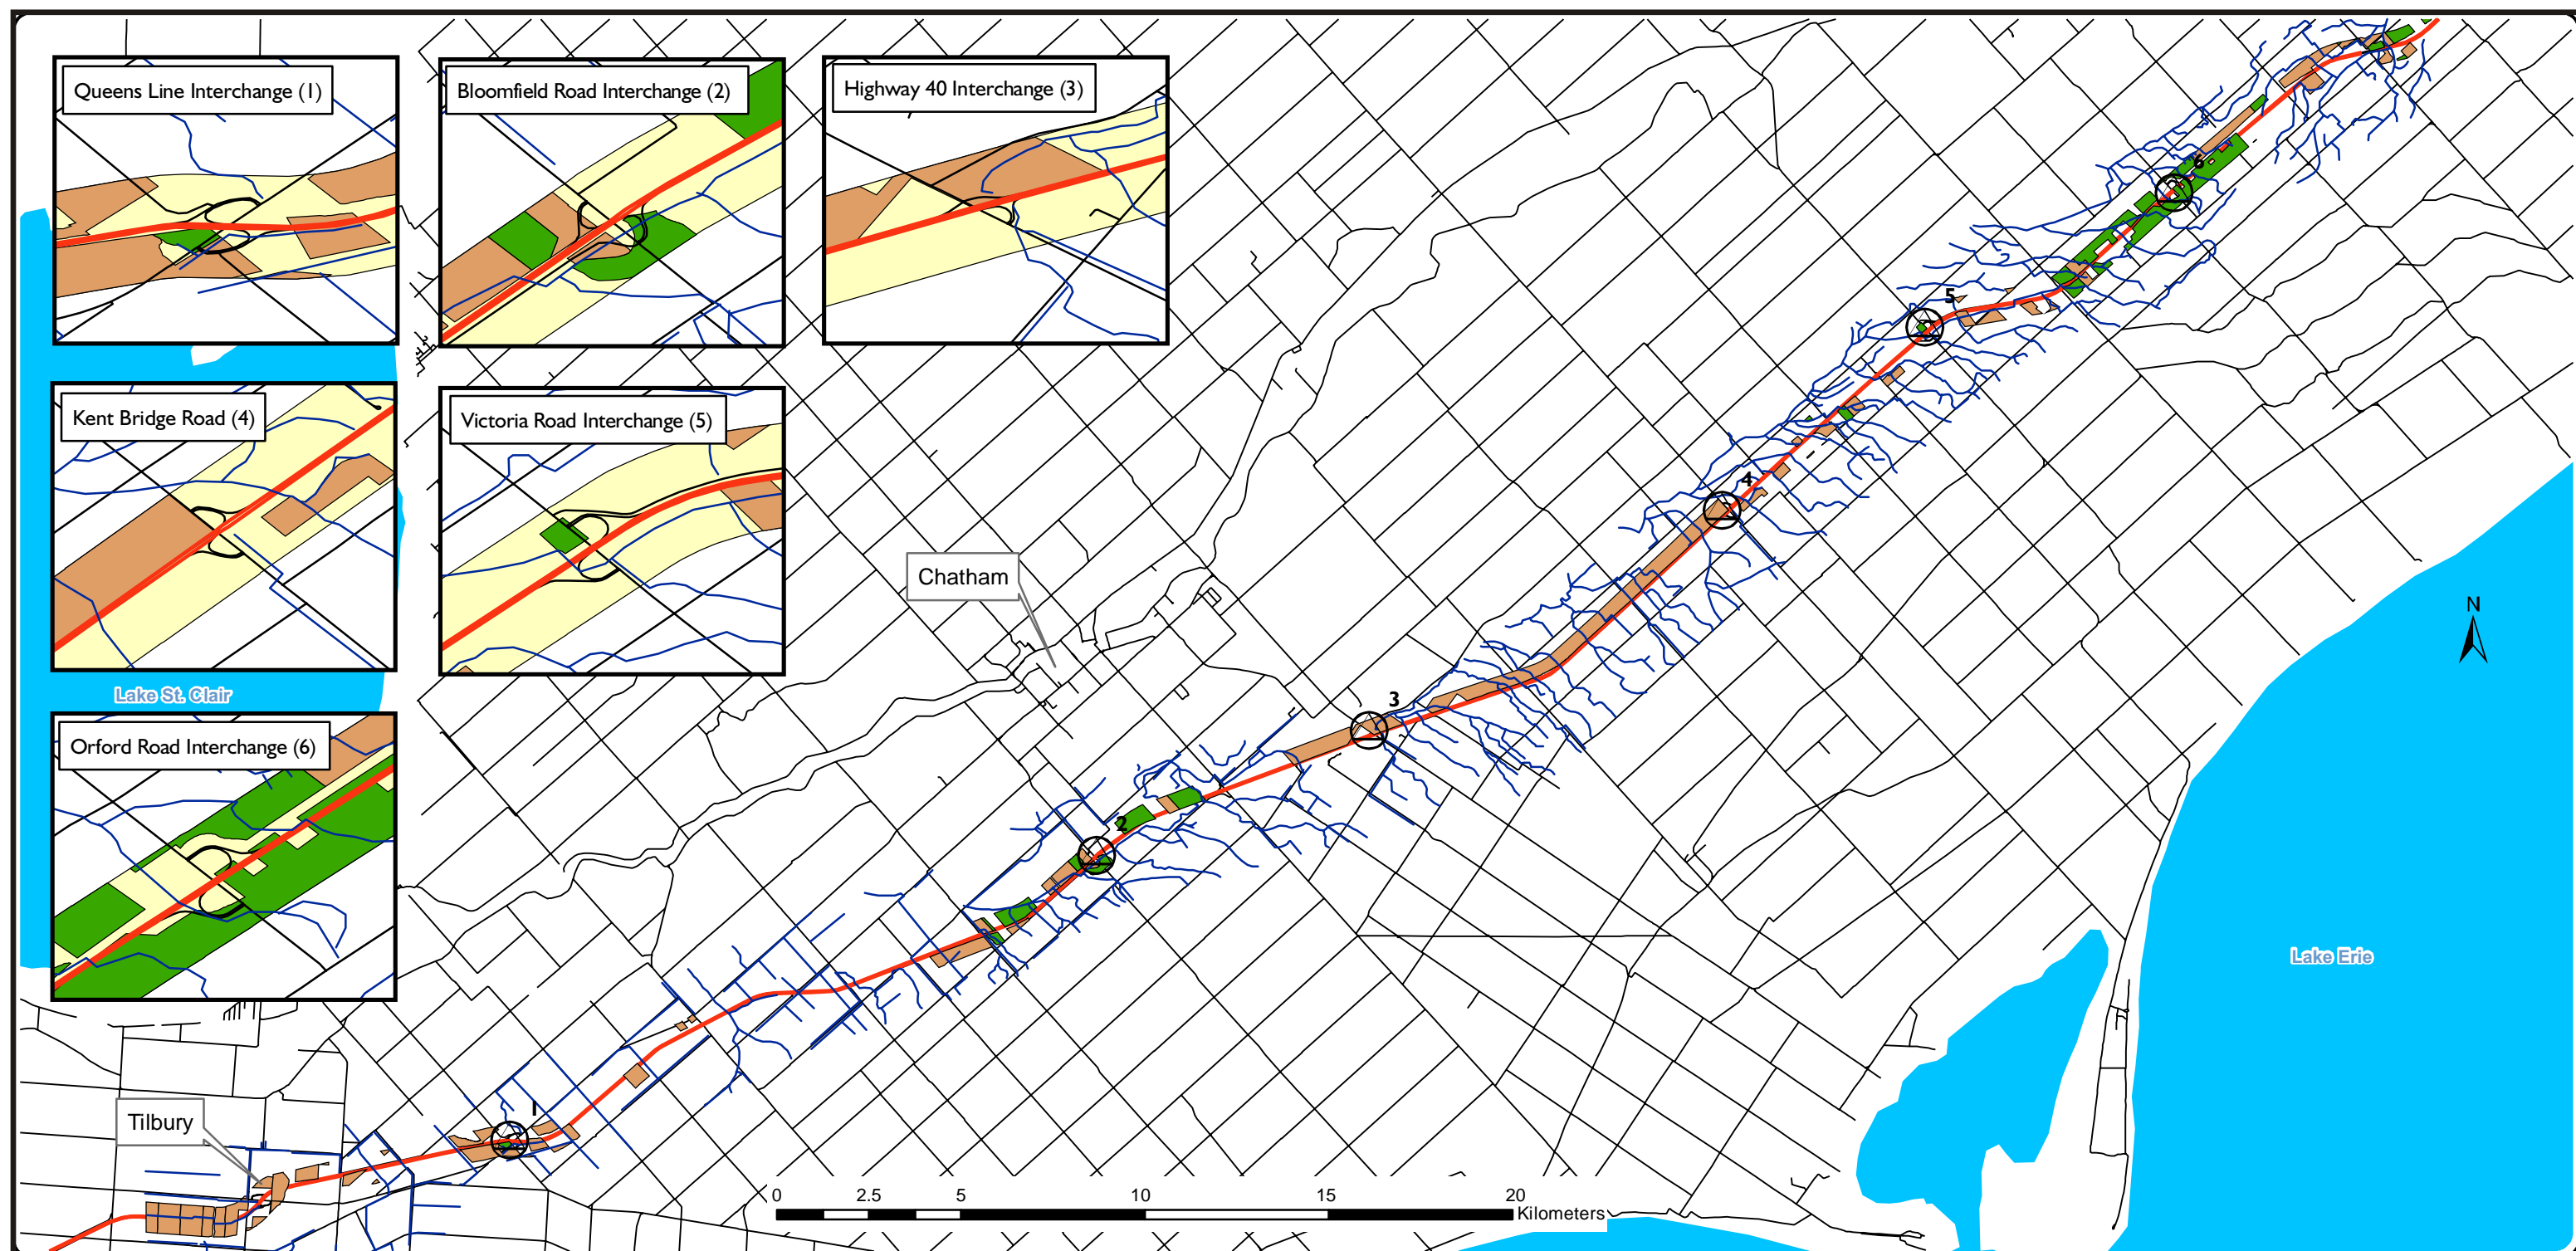 Queens Line Interchange (1)
Bloomfield Road Interchange (2)
Highway 40 Interchange (3)
Kent Bridge Road (4)
Victoria Road Interchange (5)
Orford Road Interchange (6)
Lake St. Clair
Chatham
Tilbury
Lake Erie
N
1
2
3
4
5
6
0 2.5 5 10 15 20
Kilometers